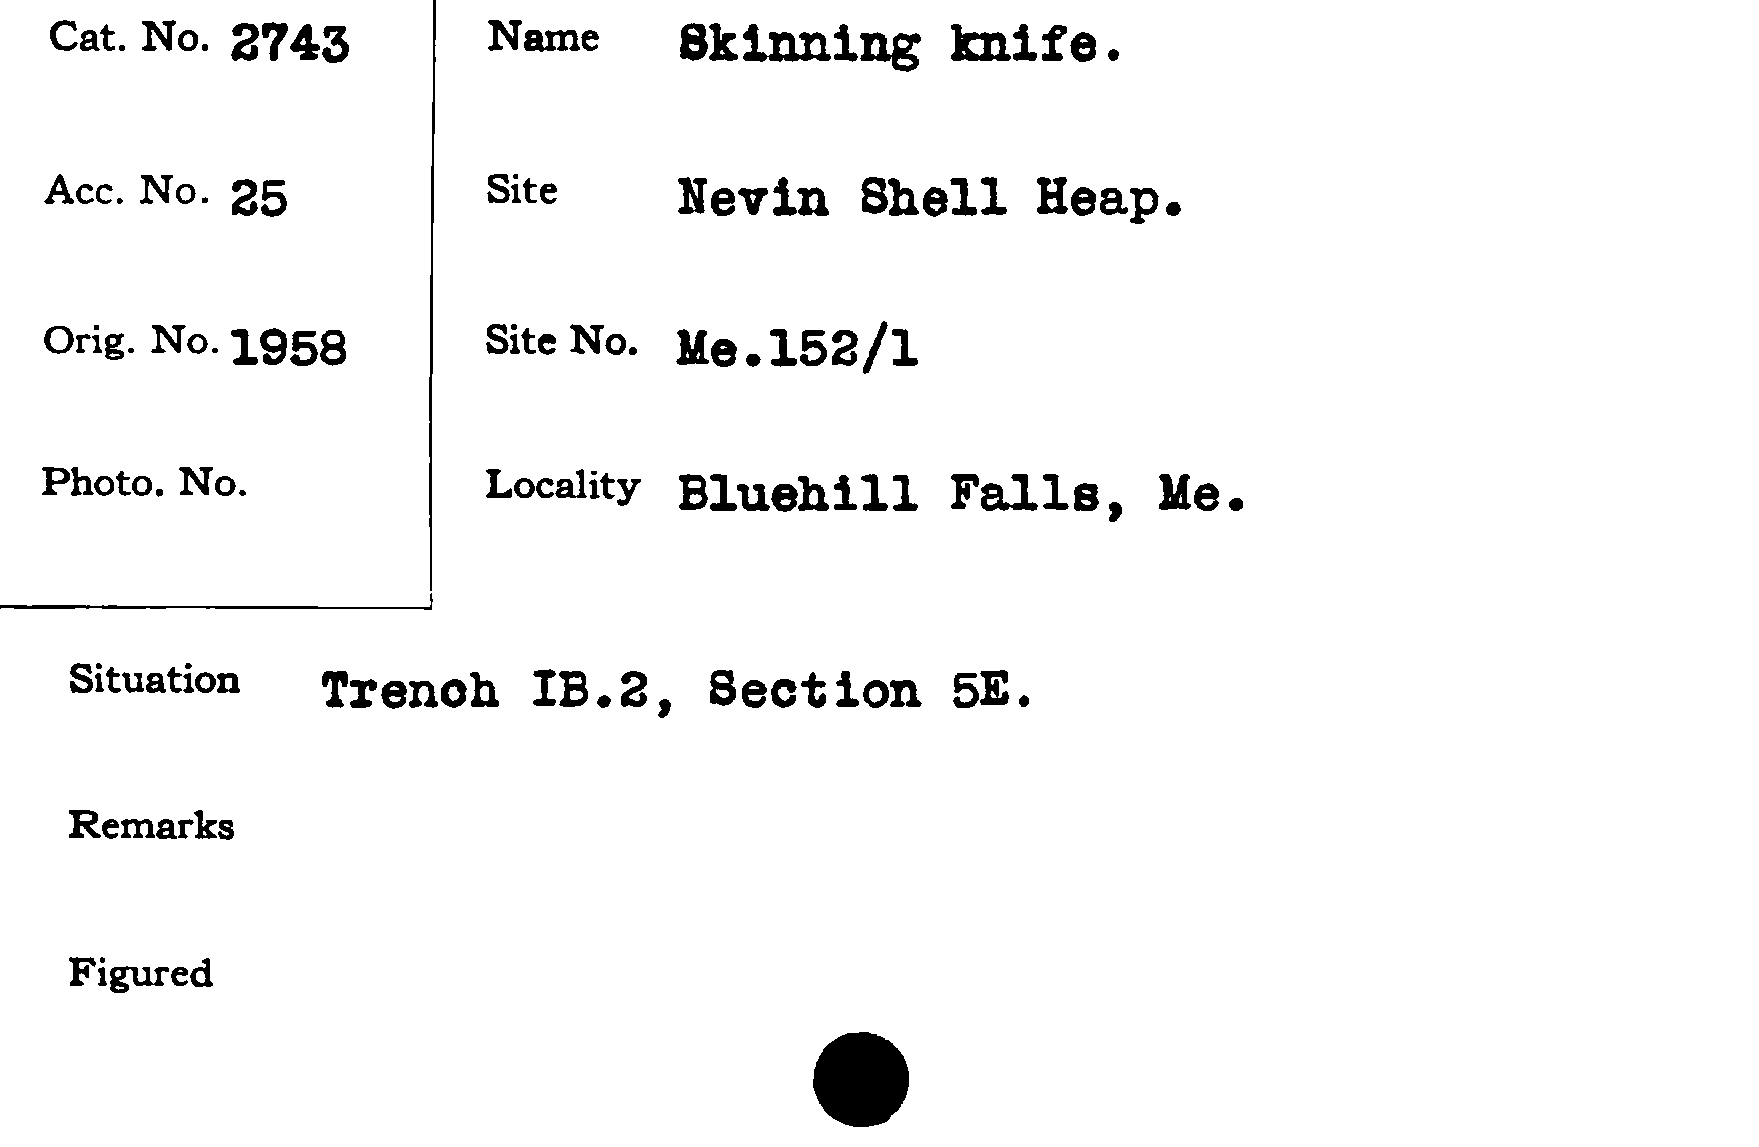 Cat. No. 2743 Name Skinning knife.
Acc. No. 25 Site Nevin Shell Heap.
Orig. No. 1958 Site No. Me.152/1
Photo. No. Locality Bluehill Falls, Me.
Situation Trench IB.2, Section 5E.
Remarks
Figured